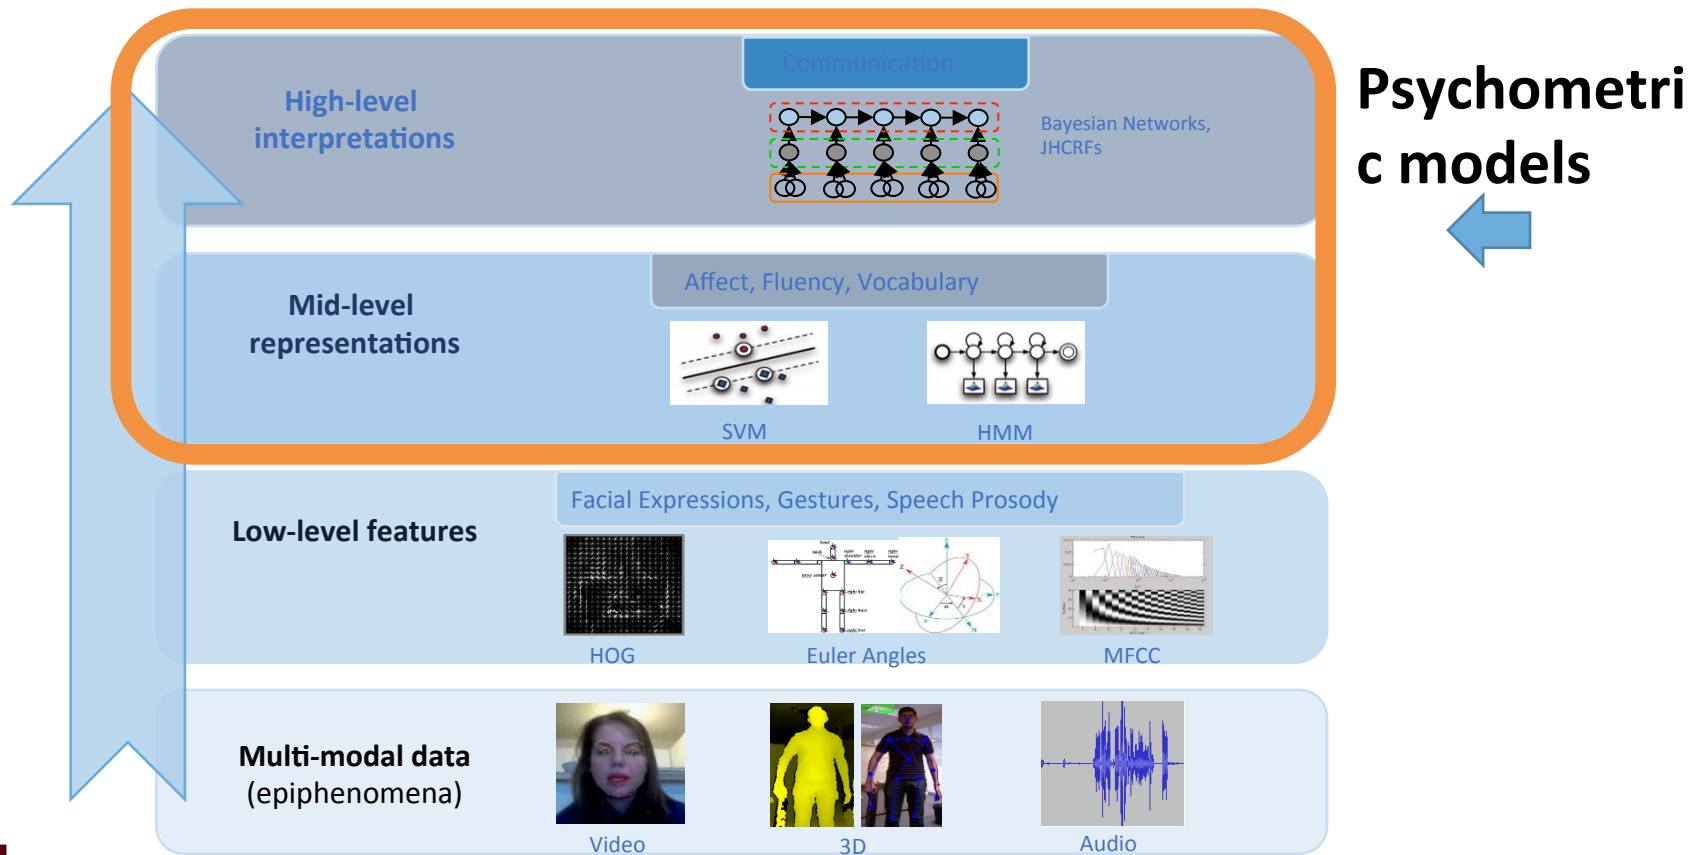 Communication
High-level
interpretations
Bayesian Networks,
JHCRFs
Psychometri
c models
Affect, Fluency, Vocabulary
Mid-level
representations
SVM
HMM
Facial Expressions, Gestures, Speech Prosody
Low-level features
HOG
Euler Angles
MFCC
Multi-modal data
(epiphenomena)
Video
3D
Audio